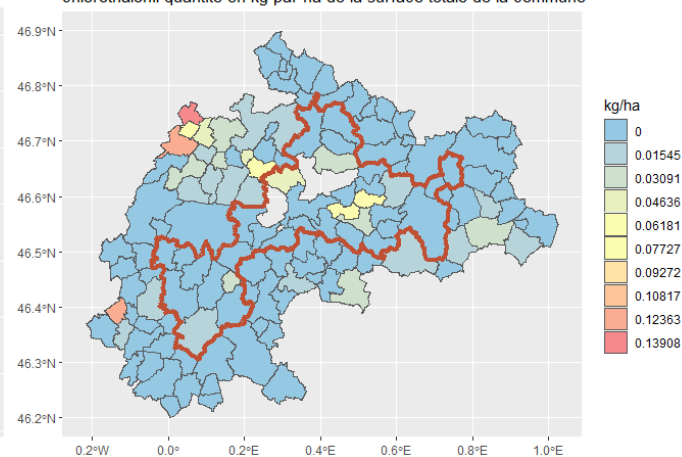 chlorothalonil quantité en kg par ha de la surface totale de la commune
46.9°N
46.8°N
46.7°N
46.6°N
46.5°N
46.4°N
46.3°N
46.2°N
0.2°W
0.0°
0.2°E
0.4°E
0.6°E
0.8°E
1.0°E
kg/ha
0
0.01545
0.03091
0.04636
0.06181
0.07727
0.09272
0.10817
0.12363
0.13908